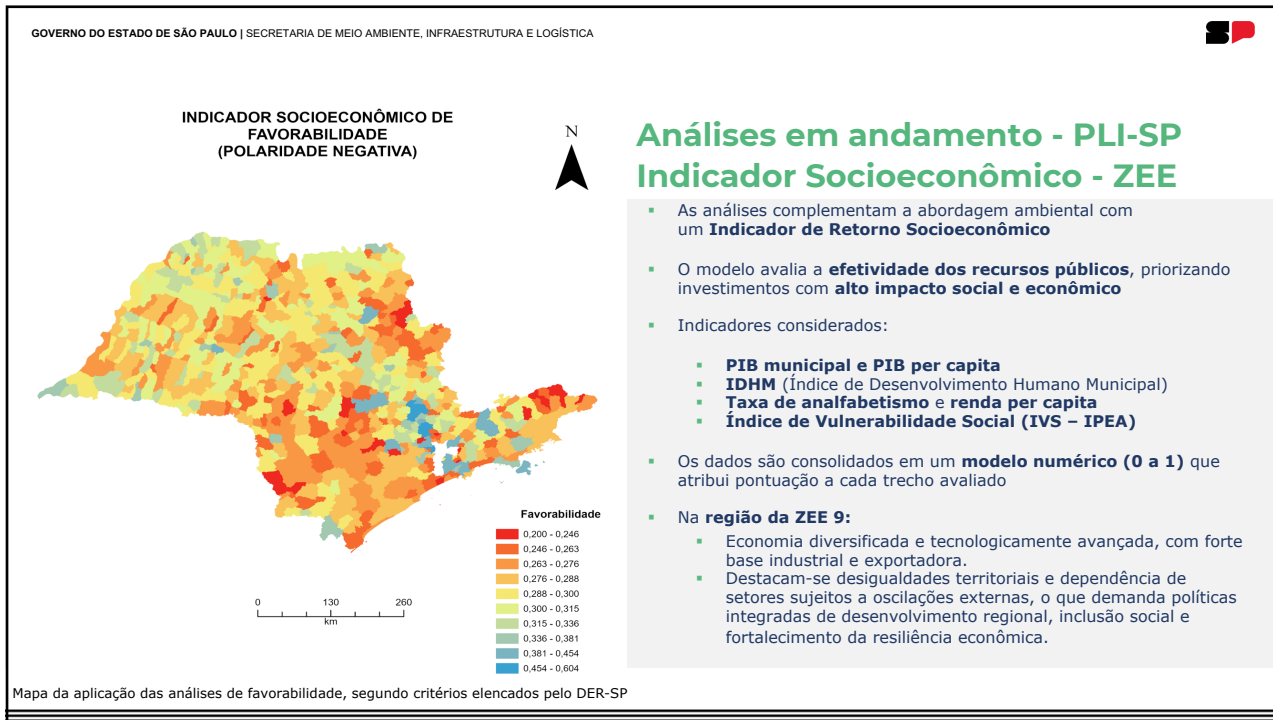 GOVERNO DO ESTADO DE SÃO PAULO | SECRETARIA DE MEIO AMBIENTE, INFRAESTRUTURA E LOGÍSTICA
SP
INDICADOR SOCIOECONÔMICO DE
FAVORABILIDADE
(POLARIDADE NEGATIVA)
N
Favorabilidade
0,200 - 0,246
0,246 - 0,263
0,263 - 0,276
0,276 - 0,288
0,288 - 0,300
0,300 - 0,315
0,315 - 0,336
0,336 - 0,381
0,381 - 0,454
0,454 - 0,604
0 130 260
km
Mapa da aplicação das análises de favorabilidade, segundo critérios elencados pelo DER-SP
Análises em andamento - PLI-SP
Indicador Socioeconômico - ZEE
▪ As análises complementam a abordagem ambiental com
um Indicador de Retorno Socioeconômico
▪ O modelo avalia a efetividade dos recursos públicos, priorizando
investimentos com alto impacto social e econômico
▪ Indicadores considerados:
▪ PIB municipal e PIB per capita
▪ IDHM (Índice de Desenvolvimento Humano Municipal)
▪ Taxa de analfabetismo e renda per capita
▪ Índice de Vulnerabilidade Social (IVS – IPEA)
▪ Os dados são consolidados em um modelo numérico (0 a 1) que
atribui pontuação a cada trecho avaliado
▪ Na região da ZEE 9:
▪ Economia diversificada e tecnologicamente avançada, com forte
base industrial e exportadora.
▪ Destacam-se desigualdades territoriais e dependência de
setores sujeitos a oscilações externas, o que demanda políticas
integradas de desenvolvimento regional, inclusão social e
fortalecimento da resiliência econômica.